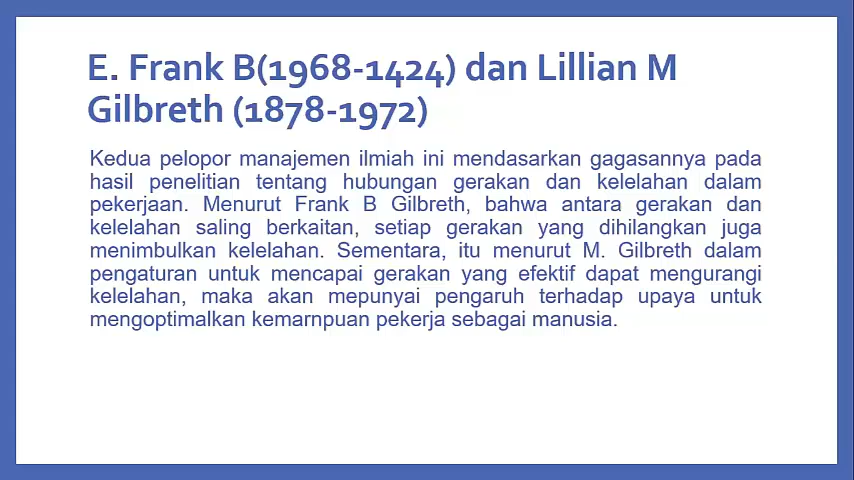 E. Frank B(1968-1424) dan Lillian M
Gilbreth (1878-1972)
Kedua pelopor manajemen ilmiah ini mendasarkan gagasannya pada
hasil penelitian tentang hubungan gerakan dan kelelahan dalam
pekerjaan. Menurut Frank B Gilbreth, bahwa antara gerakan dan
kelelahan saling berkaitan, setiap gerakan yang dihilangkan juga
menimbulkan kelelahan. Sementara, itu menurut M. Gilbreth dalam
pengaturan untuk mencapai gerakan yang efektif dapat mengurangi
kelelahan, maka akan mepunyai pengaruh terhadap upaya untuk
mengoptimalkan kemarnpuan pekerja sebagai manusia.